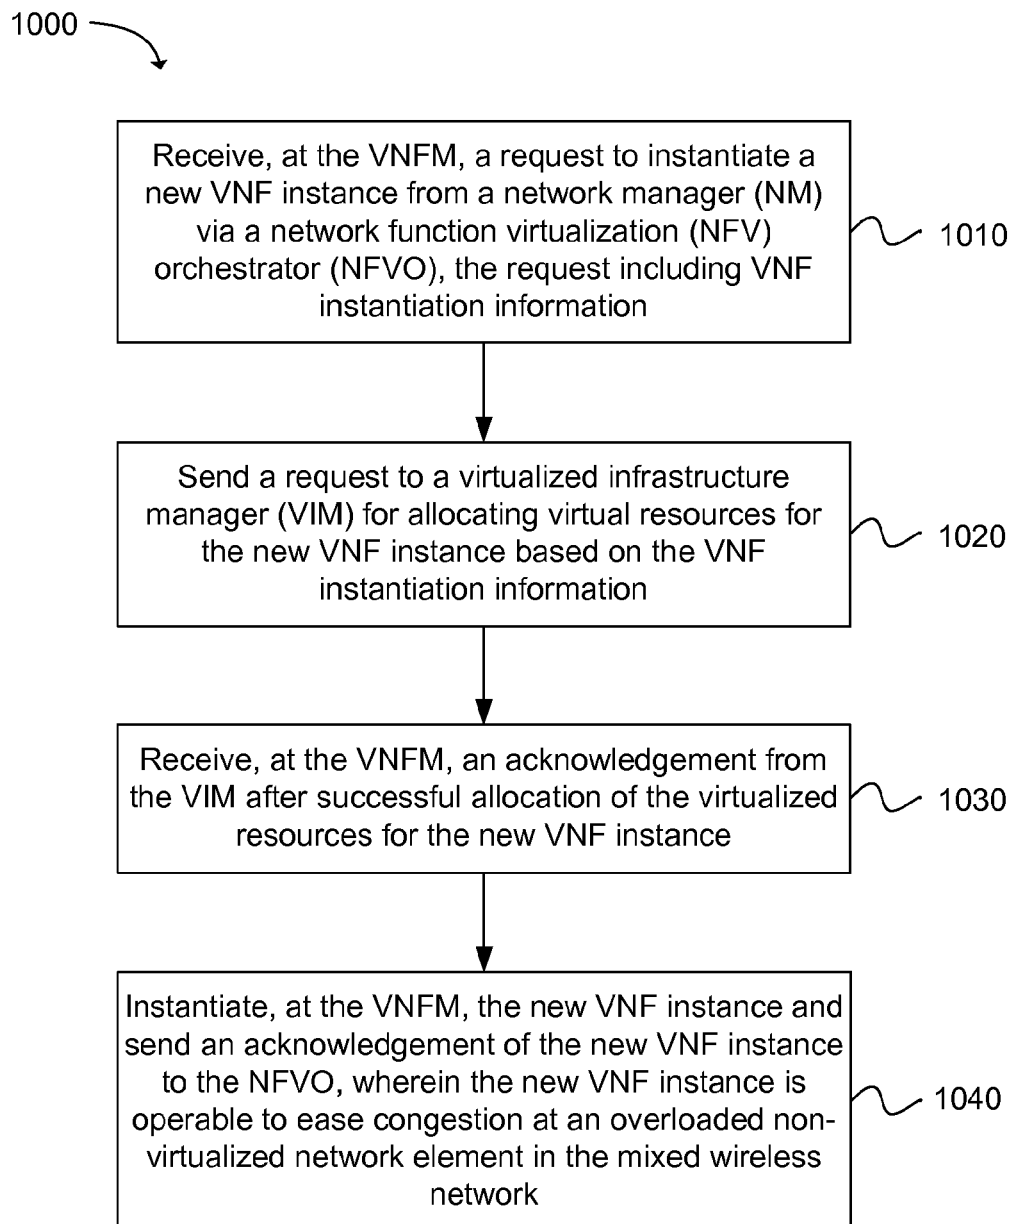 1000
Receive, at the VNFM, a request to instantiate a
new VNF instance from a network manager (NM)
via a network function virtualization (NFV)
orchestrator (NFVO), the request including VNF
instantiation information
1010
Send a request to a virtualized infrastructure
manager (VIM) for allocating virtual resources for
the new VNF instance based on the VNF
instantiation information
1020
Receive, at the VNFM, an acknowledgement from
the VIM after successful allocation of the virtualized
resources for the new VNF instance
1030
Instantiate, at the VNFM, the new VNF instance and
send an acknowledgement of the new VNF instance
to the NFVO, wherein the new VNF instance is
operable to ease congestion at an overloaded non-
virtualized network element in the mixed wireless
network
1040